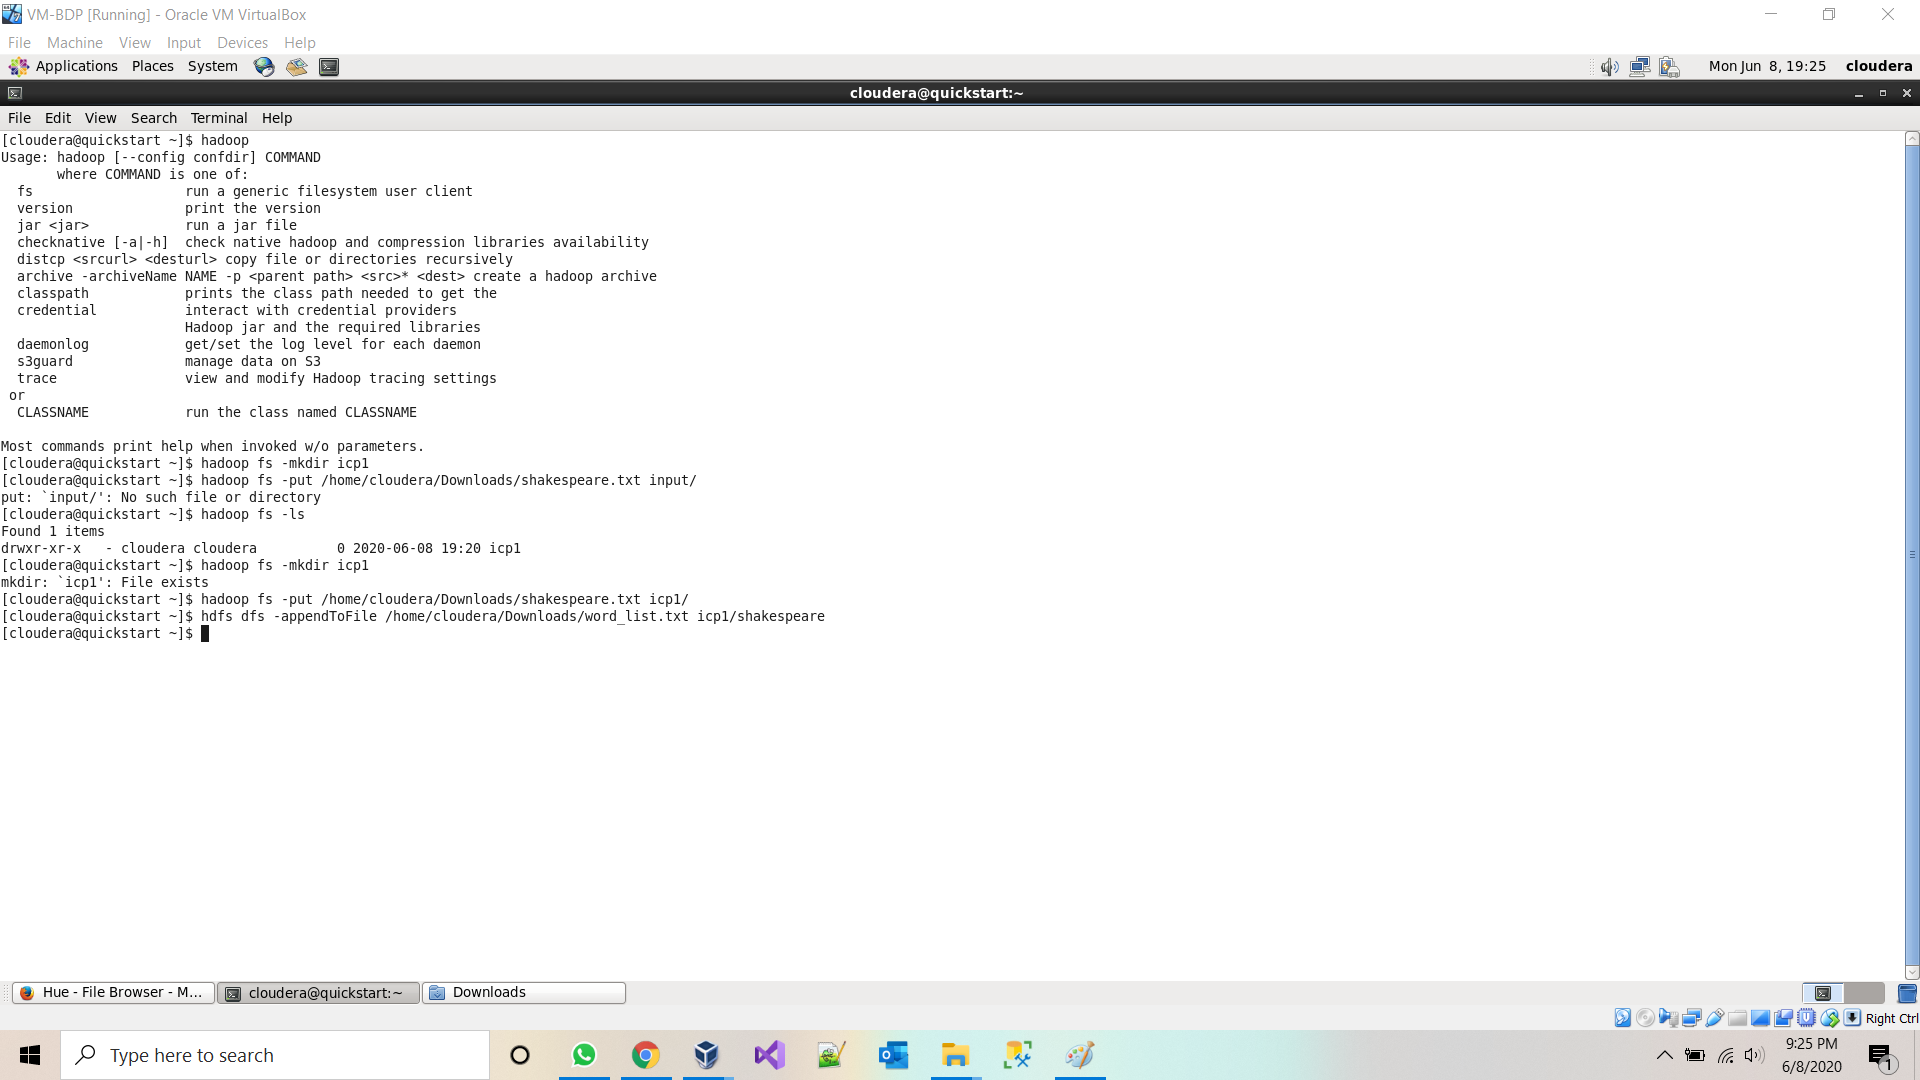 VM-BDP [Running] - Oracle VM VirtualBox
File Machine View Input Devices Help
Applications Places System Mon Jun 8, 19:25 cloudera
cloudera@quickstart:~
File Edit View Search Terminal Help
[cloudera@quickstart ~]$ hadoop
Usage: hadoop [--config confdir] COMMAND
       where COMMAND is one of:
  fs                   run a generic filesystem user client
  version              print the version
  jar <jar>            run a jar file
  checknative [-a|-h]  check native hadoop and compression libraries availability
  distcp <srcurl> <desturl> copy file or directories recursively
  archive -archiveName NAME -p <parent path> <src>* <dest> create a hadoop archive
  classpath            prints the class path needed to get the
  credential           interact with credential providers
                       Hadoop jar and the required libraries
  daemonlog            get/set the log level for each daemon
  s3guard              manage data on S3
  trace                view and modify Hadoop tracing settings
 or
  CLASSNAME            run the class named CLASSNAME
Most commands print help when invoked w/o parameters.
[cloudera@quickstart ~]$ hadoop fs -mkdir icp1
[cloudera@quickstart ~]$ hadoop fs -put /home/cloudera/Downloads/shakespeare.txt input/
put: `input/': No such file or directory
[cloudera@quickstart ~]$ hadoop fs -ls
Found 1 items
drwxr-xr-x   - cloudera cloudera          0 2020-06-08 19:20 icp1
[cloudera@quickstart ~]$ hadoop fs -mkdir icp1
mkdir: `icp1': File exists
[cloudera@quickstart ~]$ hadoop fs -put /home/cloudera/Downloads/shakespeare.txt icp1/
[cloudera@quickstart ~]$ hdfs dfs -appendToFile /home/cloudera/Downloads/word_list.txt icp1/shakespeare
[cloudera@quickstart ~]$
Hue - File Browser - M... cloudera@quickstart:~ Downloads
Right Ctrl
Type here to search
9:25 PM
6/8/2020
1